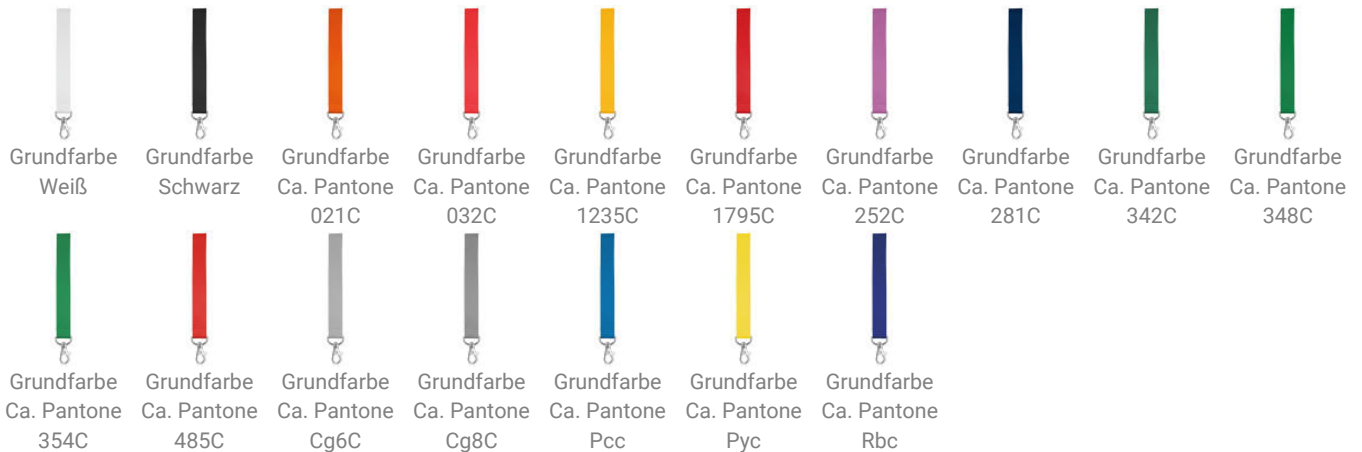 Grundfarbe
Weiß
Grundfarbe
Schwarz
Grundfarbe
Ca. Pantone
021C
Grundfarbe
Ca. Pantone
032C
Grundfarbe
Ca. Pantone
1235C
Grundfarbe
Ca. Pantone
1795C
Grundfarbe
Ca. Pantone
252C
Grundfarbe
Ca. Pantone
281C
Grundfarbe
Ca. Pantone
342C
Grundfarbe
Ca. Pantone
348C
Grundfarbe
Ca. Pantone
354C
Grundfarbe
Ca. Pantone
485C
Grundfarbe
Ca. Pantone
Cg6C
Grundfarbe
Ca. Pantone
Cg8C
Grundfarbe
Ca. Pantone
Pcc
Grundfarbe
Ca. Pantone
Pyc
Grundfarbe
Ca. Pantone
Rbc